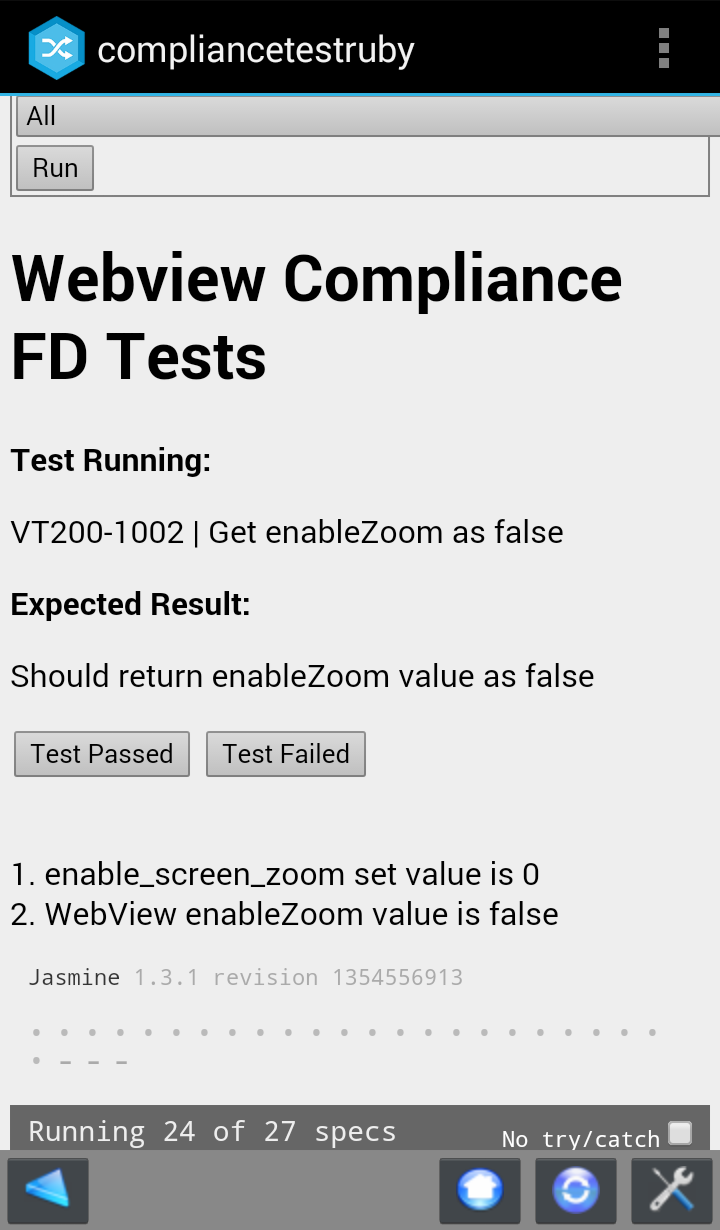 compliancetestruby
All
Run
Webview Compliance
FD Tests
Test Running:
VT200-1002 | Get enableZoom as false
Expected Result:
Should return enableZoom value as false
Test Passed Test Failed
1. enable_screen_zoom set value is 0
2. WebView enableZoom value is false
Jasmine 1.3.1 revision 1354556913
Running 24 of 27 specs No try/catch